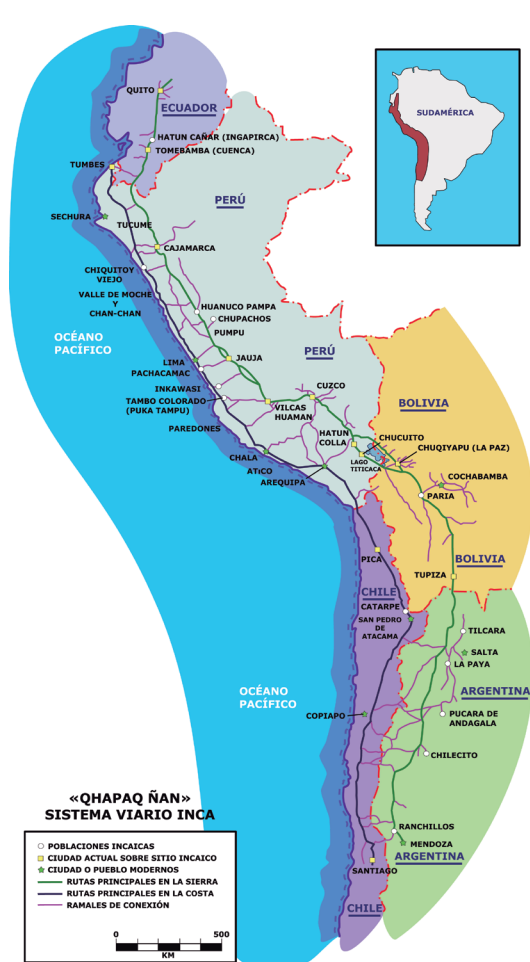 QUITO
ECUADOR
SUDAMÉRICA
HATUN CAÑAR (INGAPIRCA)
TOMEBAMBA (CUENCA)
TUMBES
PERÚ
SECHURA
TUCUME
CAJAMARCA
CHIQUITOY
VIEJO
VALLE DE MOCHE
Y
CHAN-CHAN
HUANUCO PAMPA
CHUPACHOS
PUMPU
OCÉANO
PACÍFICO
LIMA
PACHACAMAC
JAUJA
PERÚ
INKAWASI
TAMBO COLORADO
(PUKA TAMPU)
CUZCO
VILCAS
HUAMAN
BOLIVIA
PAREDONES
HATUN
COLLA
CHUCUITO
CHUQIYAPU (LA PAZ)
CHALA
ATICO
AREQUIPA
LAGO
TITICACA
COCHABAMBA
PARIA
PICA
BOLIVIA
TUPIZA
CHILE
CATARPE
SAN PEDRO
DE
ATACAMA
TILCARA
SALTA
LA PAYA
OCÉANO
PACÍFICO
ARGENTINA
COPIAPO
PUCARA DE
ANDAGALA
CHILECITO
«QHAPAQ ÑAN»
SISTEMA VIARIO INCA
RANCHILLOS
MENDOZA
ARGENTINA
SANTIAGO
CHILE
POBLACIONES INCAICAS
CIUDAD ACTUAL SOBRE SITIO INCAICO
CIUDAD O PUEBLO MODERNOS
RUTAS PRINCIPALES EN LA SIERRA
RUTAS PRINCIPALES EN LA COSTA
RAMALES DE CONEXIÓN
0 500
KM